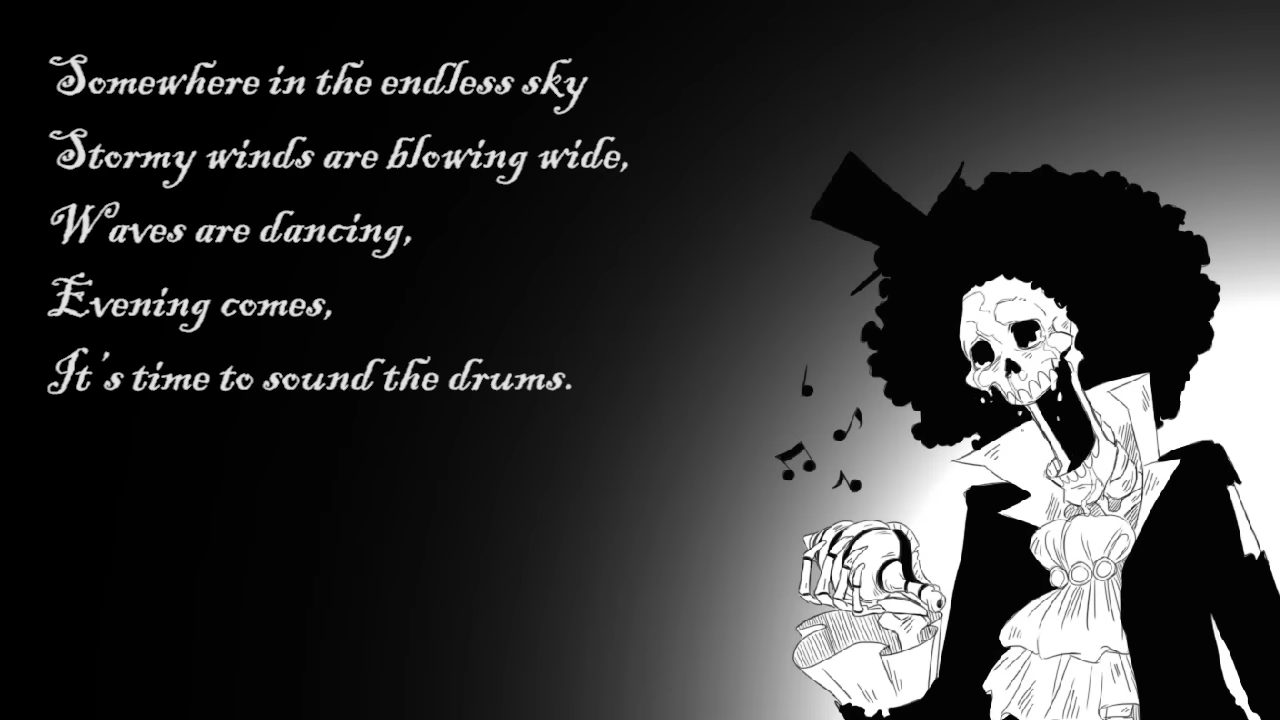 Somewhere in the endless sky
Stormy winds are blowing wide,
Waves are dancing,
Evening comes,
It's time to sound the drums.